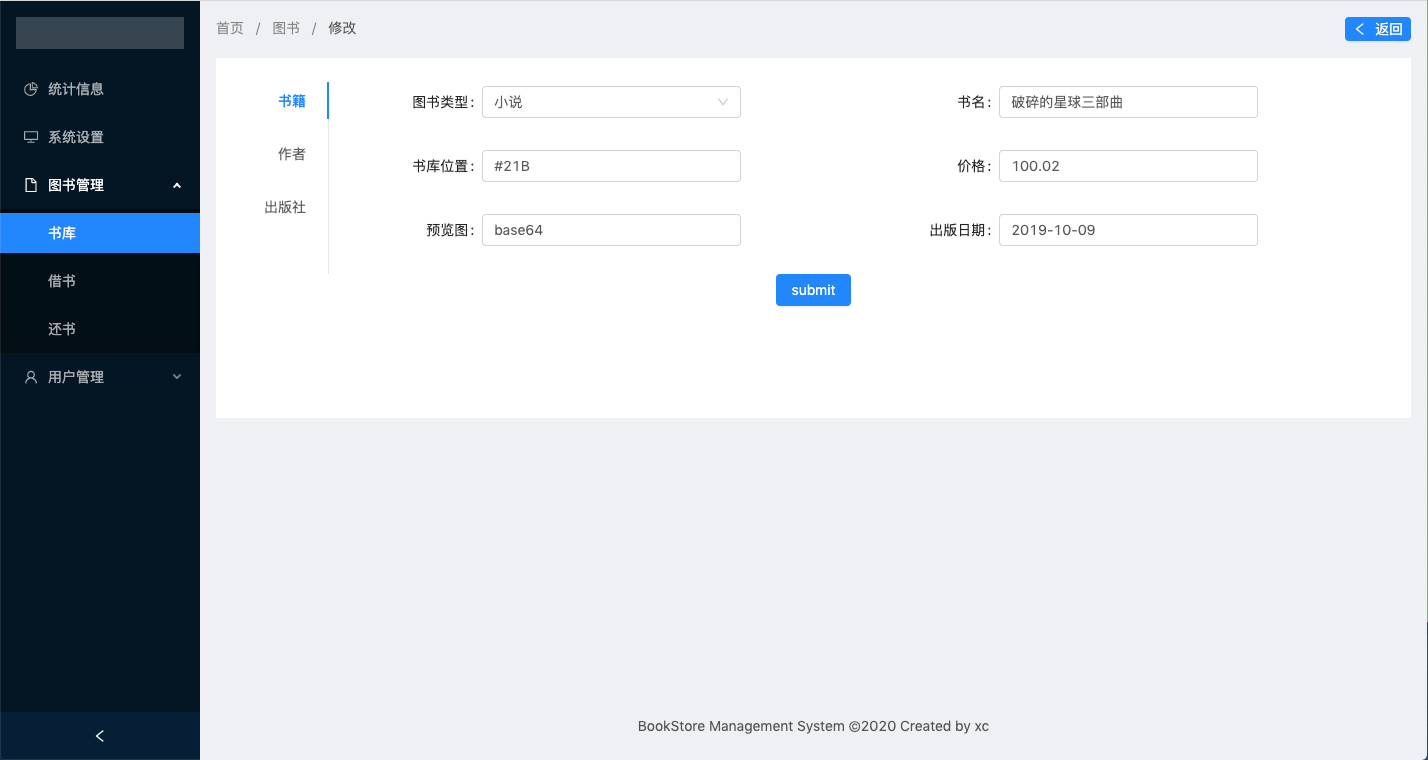 首页 / 图书 / 修改
返回
统计信息
系统设置
图书管理
书库
借书
还书
用户管理
书籍
作者
出版社
图书类型: 小说
书名: 破碎的星球三部曲
书库位置: #21B
价格: 100.02
预览图: base64
出版日期: 2019-10-09
submit
BookStore Management System ©2020 Created by xc